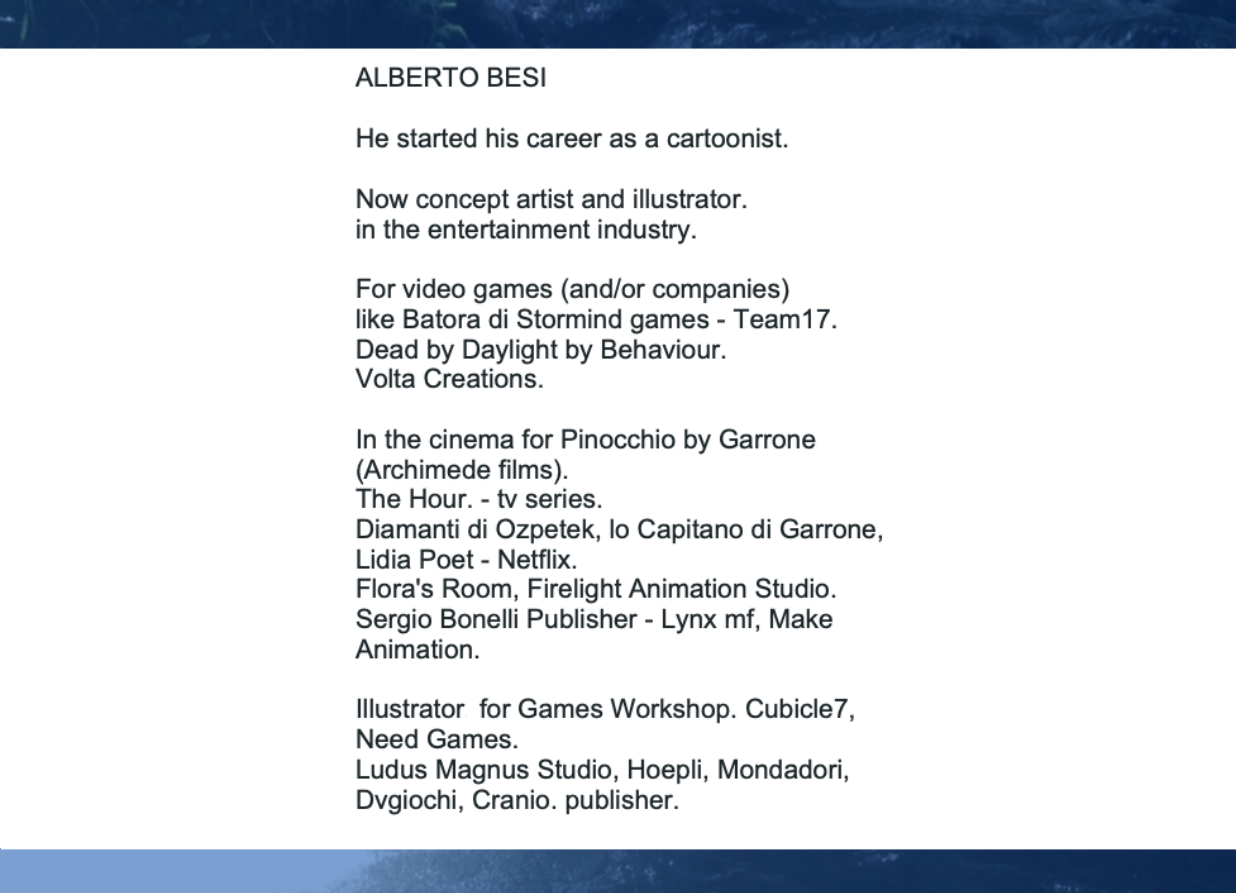 ALBERTO BESI
He started his career as a cartoonist.
Now concept artist and illustrator.
in the entertainment industry.
For video games (and/or companies)
like Batora di Stormind games - Team17.
Dead by Daylight by Behaviour.
Volta Creations.
In the cinema for Pinocchio by Garrone
(Archimede films).
The Hour. - tv series.
Diamanti di Ozpetek, lo Capitano di Garrone,
Lidia Poet - Netflix.
Flora's Room, Firelight Animation Studio.
Sergio Bonelli Publisher - Lynx mf, Make
Animation.
Illustrator for Games Workshop. Cubicle7,
Need Games.
Ludus Magnus Studio, Hoepli, Mondadori,
Dvgiochi, Cranio. publisher.